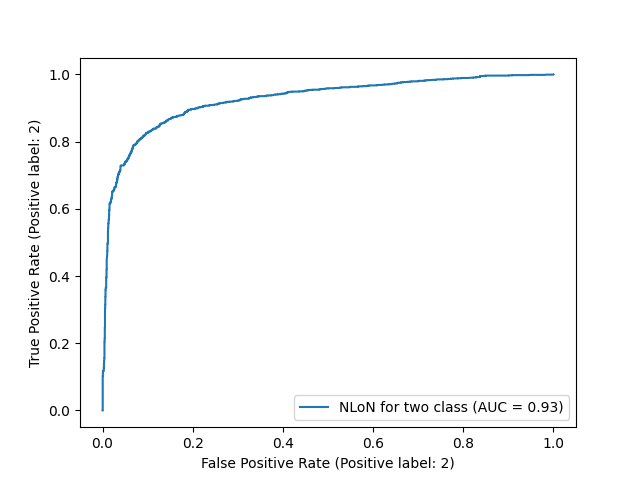 1.0
0.8
0.6
0.4
0.2
0.0
True Positive Rate (Positive label: 2)
NLoN for two class (AUC = 0.93)
0.0 0.2 0.4 0.6 0.8 1.0
False Positive Rate (Positive label: 2)